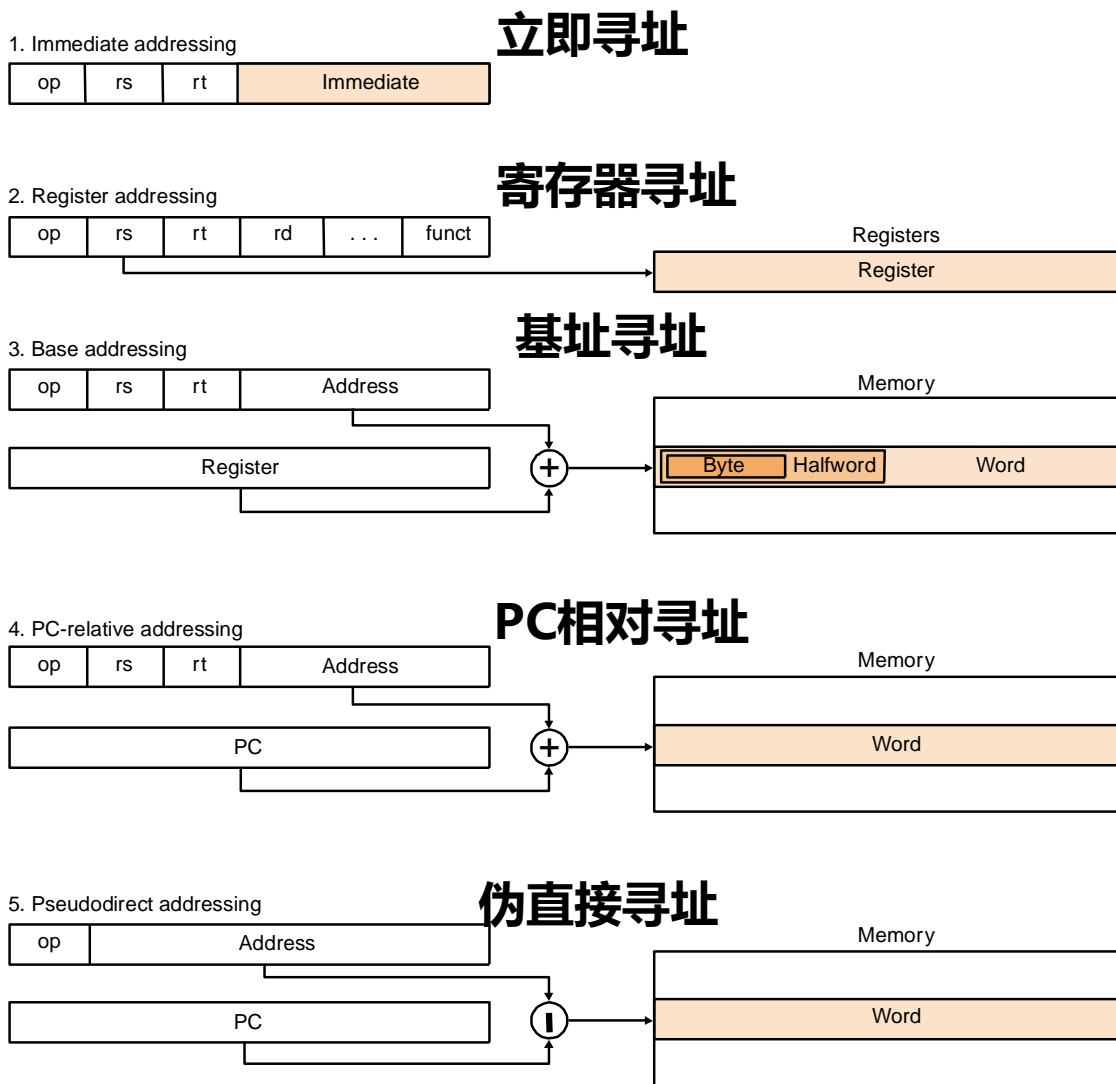 立即寻址
1. Immediate addressing
op rs rt Immediate
寄存器寻址
2. Register addressing
op rs rt rd . . . funct
Registers
Register
基址寻址
3. Base addressing
op rs rt Address
Memory
Register
+
Byte Halfword Word
PC相对寻址
4. PC-relative addressing
op rs rt Address
Memory
PC
+
Word
伪直接寻址
5. Pseudodirect addressing
op Address
Memory
PC
Word